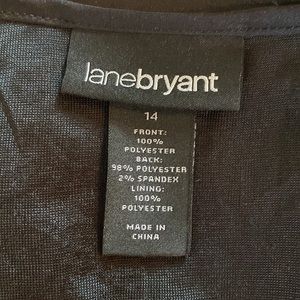 lanebryant
14
FRONT:
100%
POLYESTER
BACK:
98% POLYESTER
2% SPANDEX
LINING:
100%
POLYESTER
MADE IN
CHINA